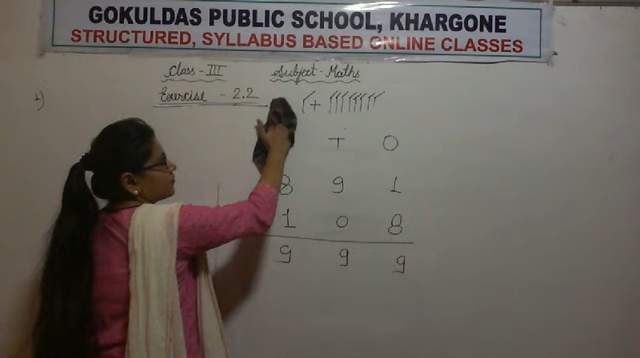 GOKULDAS PUBLIC SCHOOL, KHARGONE
STRUCTURED, SYLLABUS BASED ONLINE CLASSES
Class-III Subject-Maths
Exercise - 2.2
+
T O
8 9 1
1 0 8
9 9 9